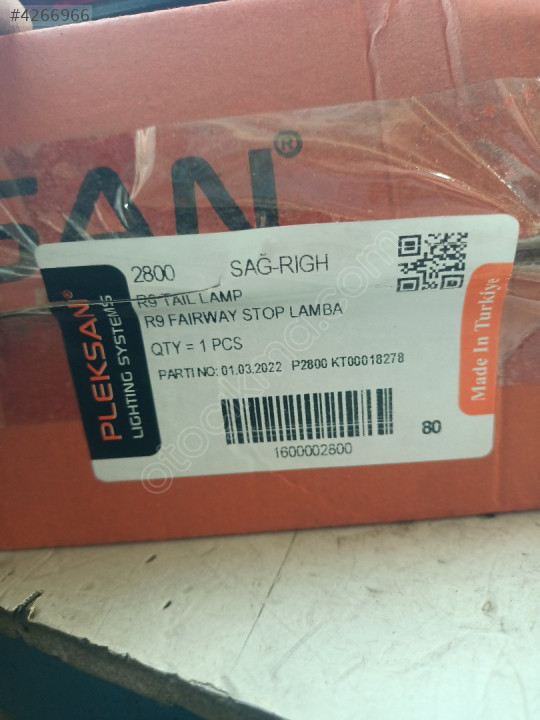 #4266966
SAN®
2800 SAĞ-RIGH
R9 TAIL LAMP
R9 FAIRWAY STOP LAMBA
QTY = 1 PCS
PARTI NO: 01.03.2022 P2800 KT00018278
1600002800
80
PLEKSAN®
LIGHTING SYSTEMS
Made In Turkiye